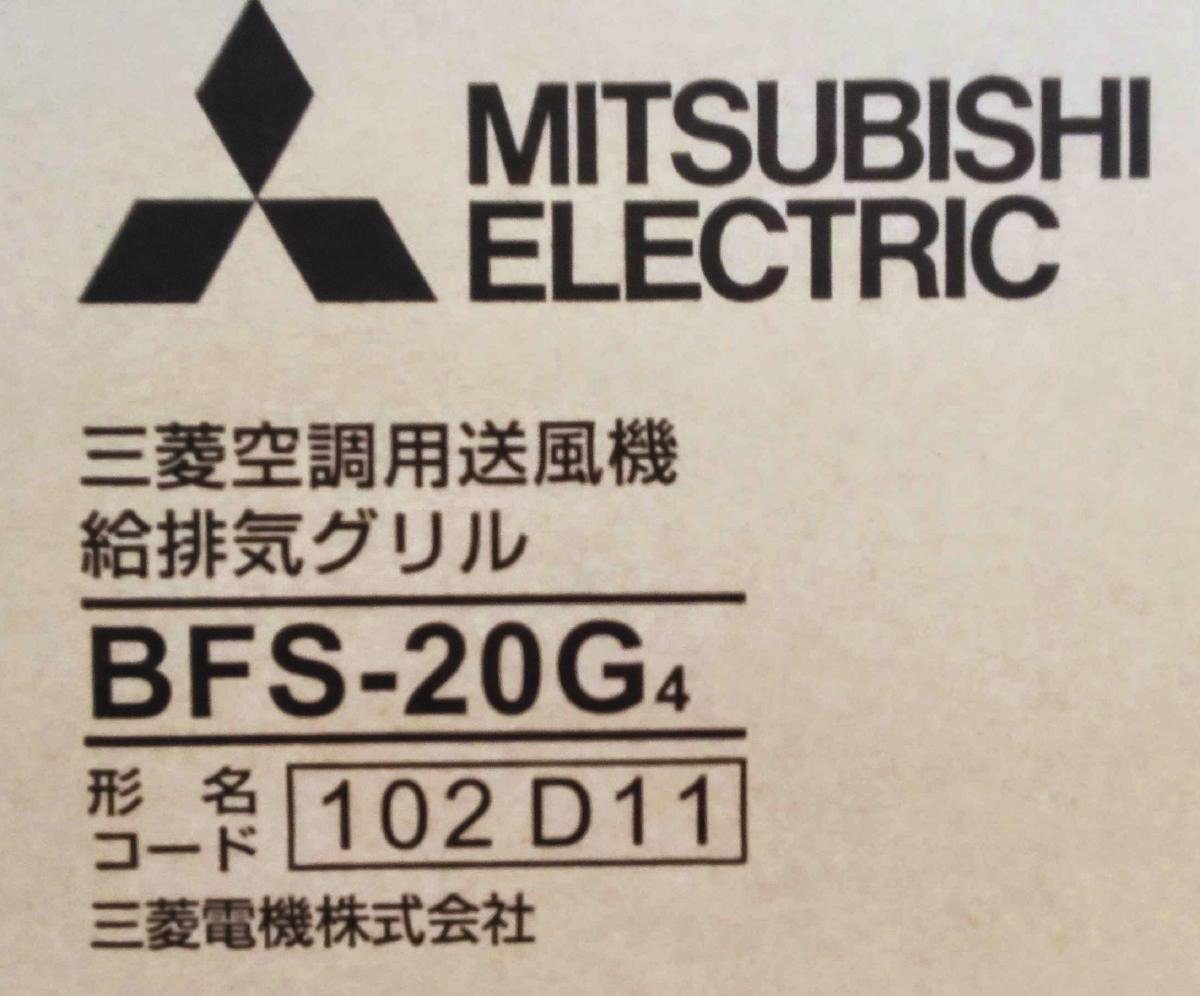 MITSUBISHI
ELECTRIC
三菱空調用送風機
給排気グリル
BFS-20G4
形名
コード 102 D11
三菱電機株式会社